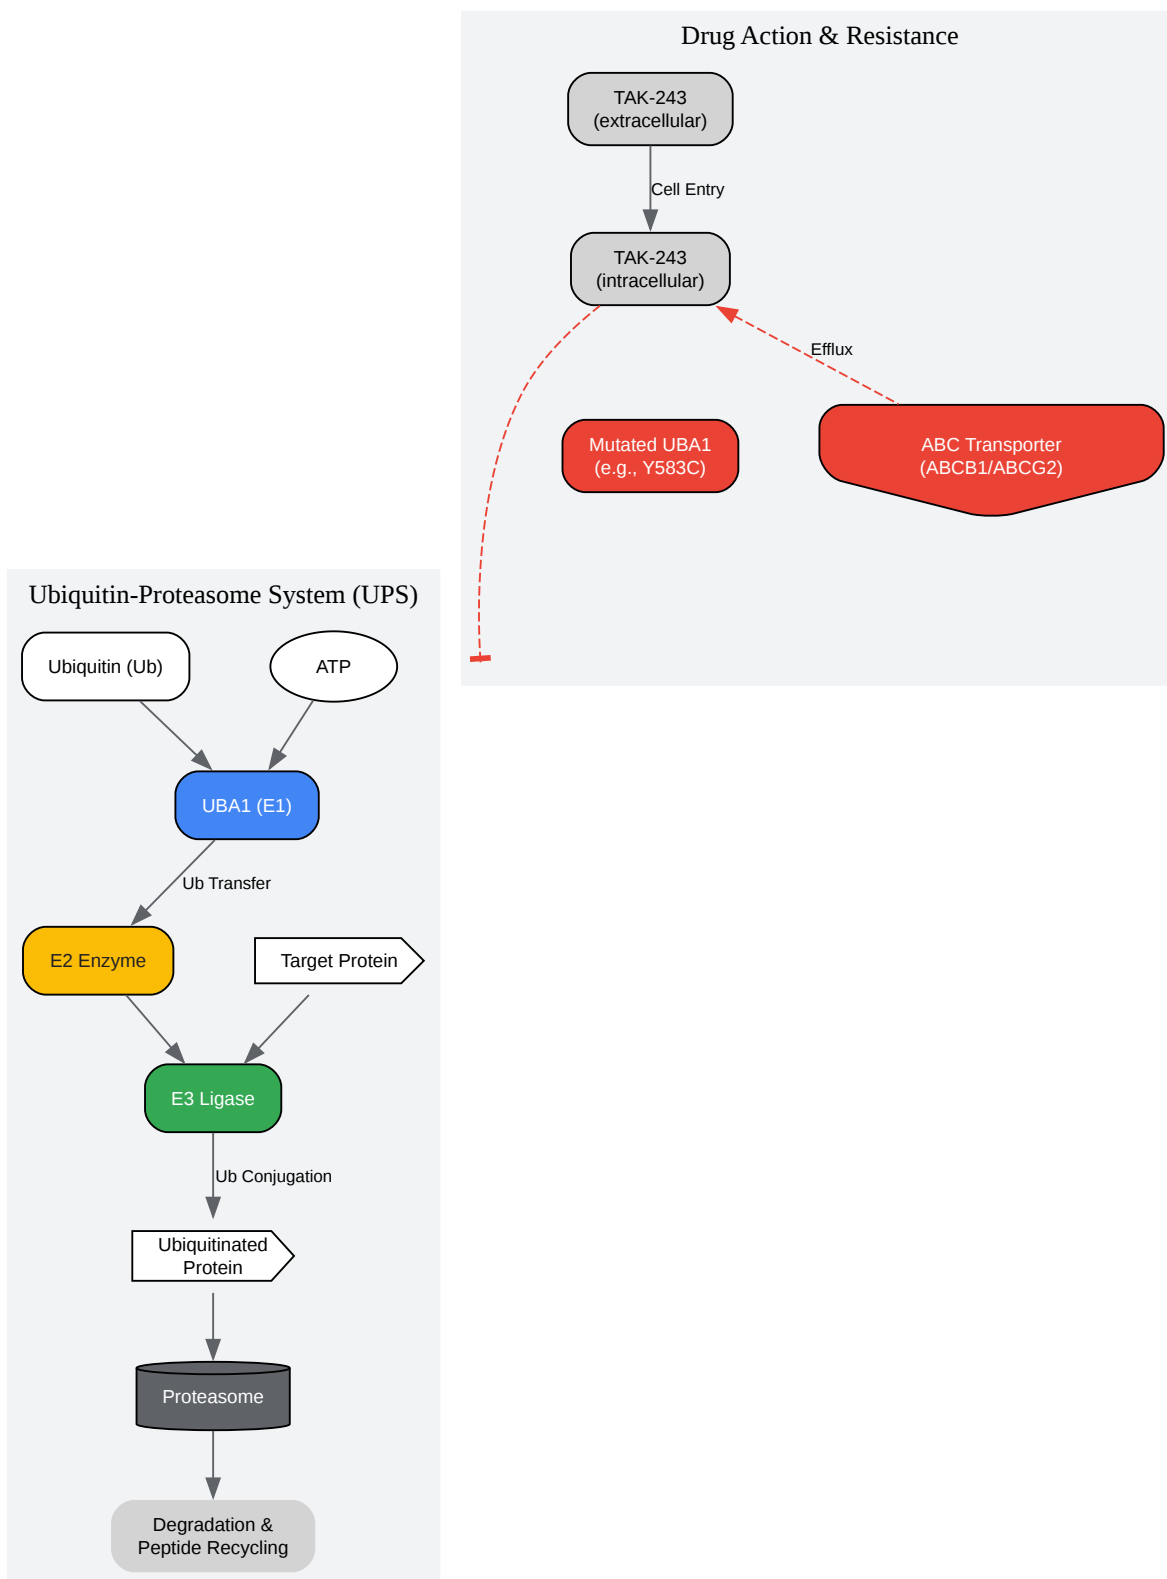 Drug Action & Resistance
TAK-243
(extracellular)
Cell Entry
TAK-243
(intracellular)
Efflux
Mutated UBA1
(e.g., Y583C)
ABC Transporter
(ABCB1/ABCG2)
Ubiquitin-Proteasome System (UPS)
Ubiquitin (Ub)
ATP
UBA1 (E1)
Ub Transfer
E2 Enzyme
Target Protein
E3 Ligase
Ub Conjugation
Ubiquitinated
Protein
Proteasome
Degradation &
Peptide Recycling